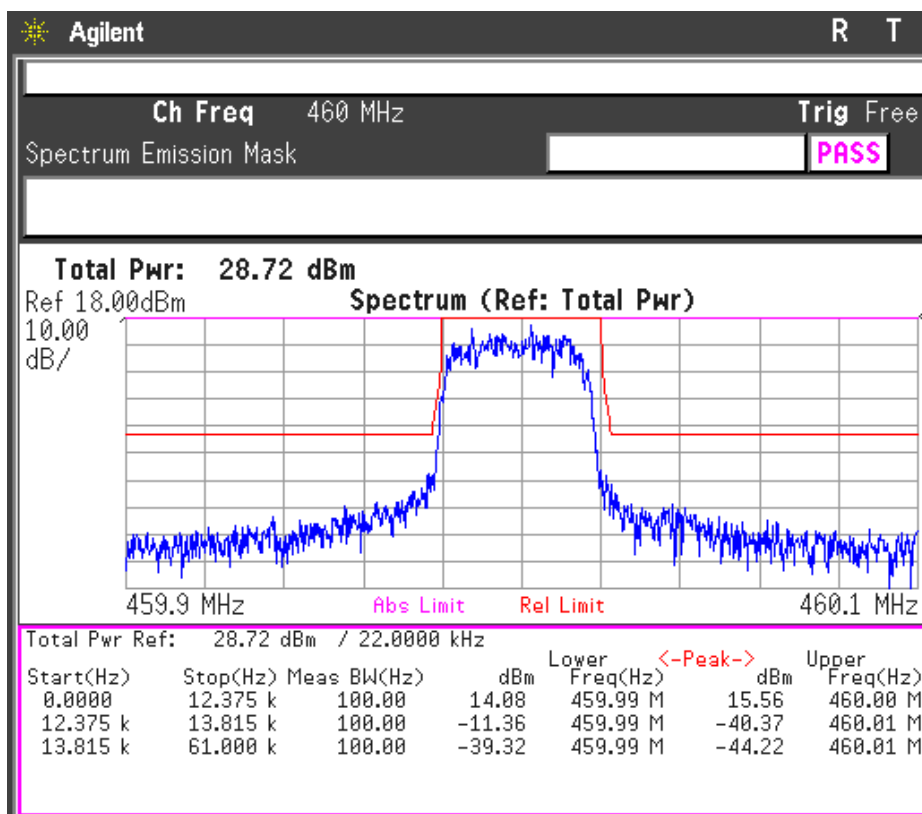 Agilent R T
Ch Freq 460 MHz Trig Free
Spectrum Emission Mask PASS
Total Pwr: 28.72 dBm
Ref 18.00dBm Spectrum (Ref: Total Pwr)
10.00
dB/
459.9 MHz Abs Limit Rel Limit 460.1 MHz
Total Pwr Ref: 28.72 dBm / 22.0000 kHz
Lower <-Peak-> Upper
Start(Hz) Stop(Hz) Meas BW(Hz) dBm Freq(Hz) dBm Freq(Hz)
0.0000 12.375 k 100.00 14.08 459.99 M 15.56 460.00 M
12.375 k 13.815 k 100.00 -11.36 459.99 M -40.37 460.01 M
13.815 k 61.000 k 100.00 -39.32 459.99 M -44.22 460.01 M